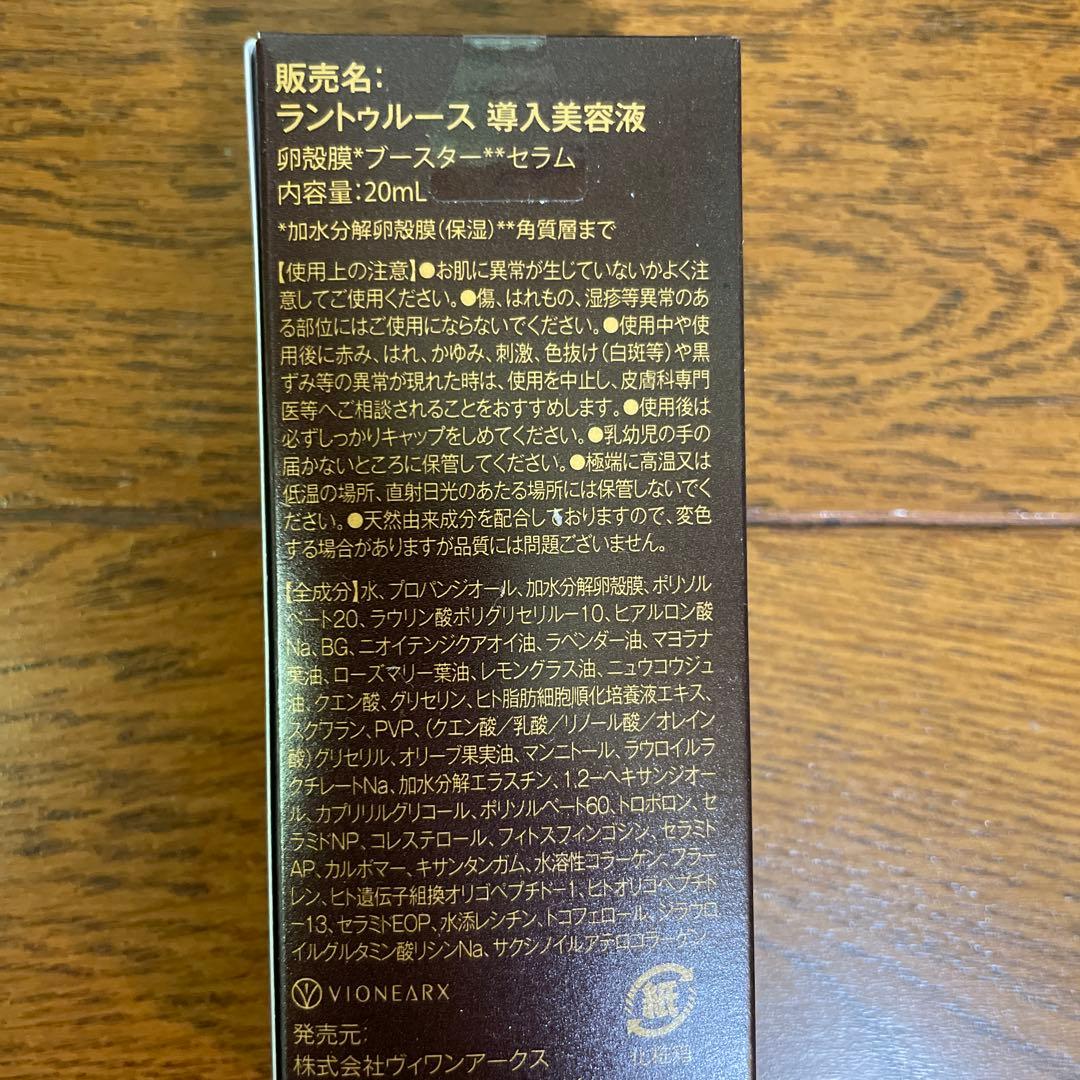 販売名：
ラントゥルース 導入美容液
卵殻膜*ブースター**セラム
内容量：20mL
*加水分解卵殻膜（保湿）**角質層まで
【使用上の注意】●お肌に異常が生じていないかよく注
意してご使用ください。●傷、はれもの、湿疹等異常のあ
る部位にはご使用にならないでください。●使用中や使
用後に赤み、はれ、かゆみ、刺激、色抜け（白斑等）や黒
ずみ等の異常が現れた時は、使用を中止し、皮膚科専門
医等へご相談されることをおすすめします。●使用後は
必ずしっかりキャップをしめてください。●乳幼児の手の
届かないところに保管してください。●極端に高温又は
低温の場所、直射日光のあたる場所には保管しないでく
ださい。●天然由来成分を配合しておりますので、変色
する場合がありますが品質には問題ございません。
【全成分】水、プロパンジオール、加水分解卵殻膜、ポリソル
ベート20、ラウリン酸ポリグリセリル－10、ヒアルロン酸
Na、BG、ニオイテンジクアオイ油、ラベンダー油、マヨラナ
葉油、ローズマリー葉油、レモングラス油、ニュウコウジュ
油、クエン酸、グリセリン、ヒト脂肪細胞順化培養液エキス、
スクワラン、PVP、（クエン酸／乳酸／リノール酸／オレイン
酸）グリセリル、オリーブ果実油、マンニトール、ラウロイルラ
クチレートNa、加水分解エラスチン、1,2－ヘキサンジオー
ル、カプリリルグリコール、ポリソルベート60、トロポロン、セ
ラミドNP、コレステロール、フィトスフィンゴシン、セラミド
AP、カルボマー、キサンタンガム、水溶性コラーゲン、フラー
レン、ヒト遺伝子組換オリゴペプチド－1、ヒトオリゴペプチド
－13、セラミドEOP、水添レシチン、トコフェロール、ジラウロ
イルグルタミン酸リシンNa、サクシノイルアテロコラーゲン
VIONEARX
紙
化粧箱
発売元：
株式会社ヴィワンアークス